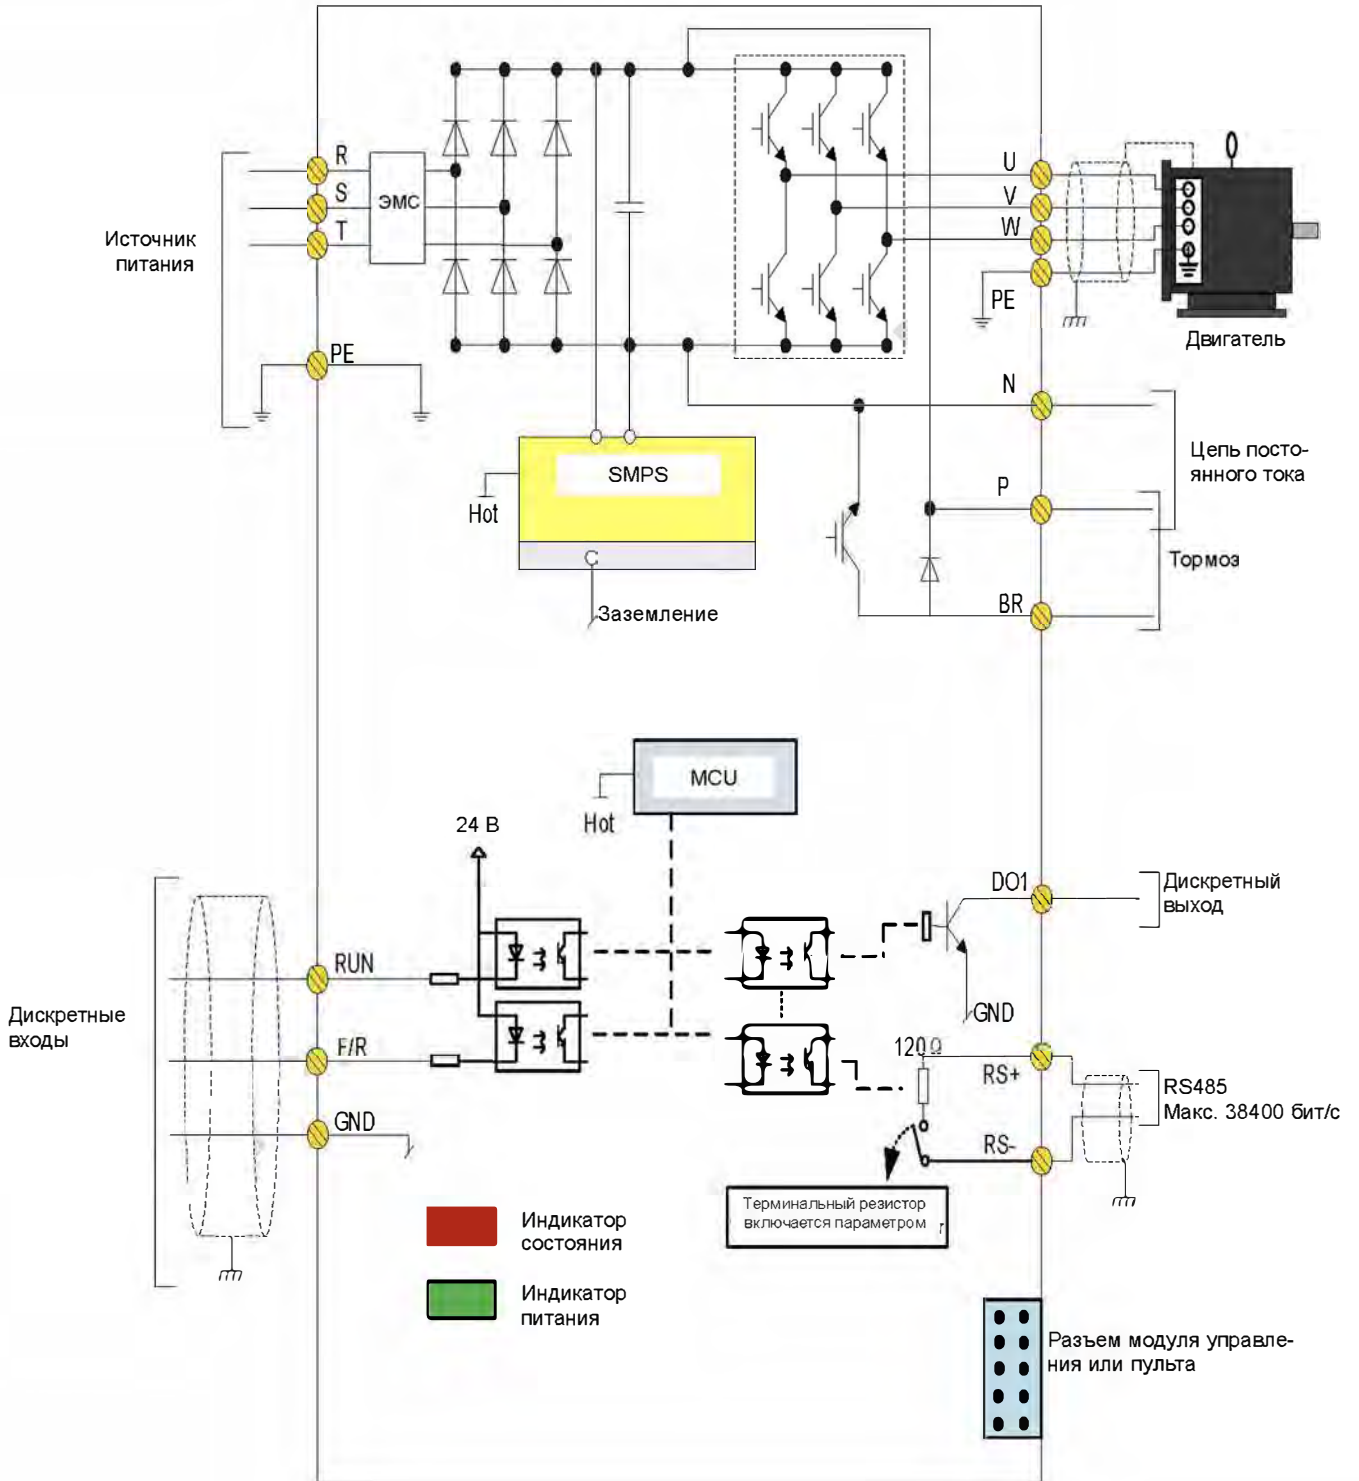 R
S
T
ЭМС
Источник
питания
PE
U
V
W
PE
Двигатель
N
Цепь посто-
янного тока
P
Тормоз
BR
SMPS
Hot
C
Заземление
MCU
Hot
24 В
DO1
Дискретный
выход
RUN
GND
Дискретные
входы
F/R
120 Ω
RS+
RS485
Макс. 38400 бит/с
GND
RS-
Терминальный резистор
включается параметром
Индикатор
состояния
Индикатор
питания
Разъем модуля управле-
ния или пульта